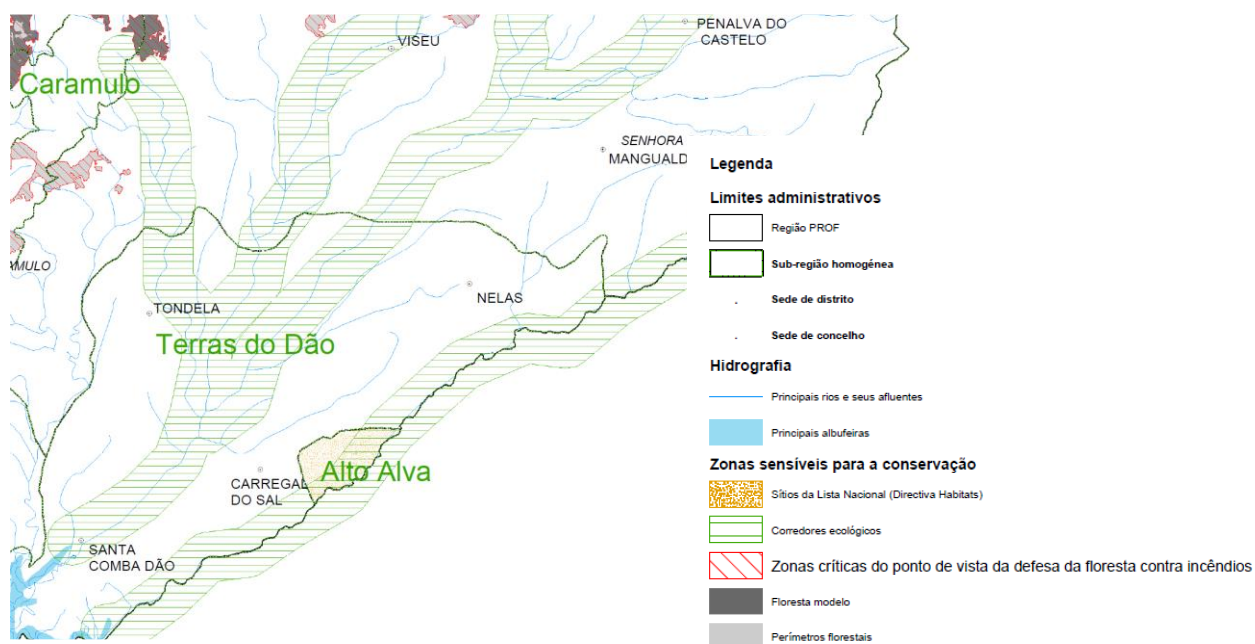 PENALVA DO
CASTELO
VISEU
Caramulo
SENHORA
MANGUALD
AMULO
NELAS
TONDELA
Terras do Dão
Alto Alva
CARREGAL
DO SAL
SANTA
COMBA DÃO
Legenda
Limites administrativos
Região PROF
Sub-região homogénea
Sede de distrito
Sede de concelho
Hidrografia
Principais rios e seus afluentes
Principais albufeiras
Zonas sensíveis para a conservação
Sítios da Lista Nacional (Directiva Habitats)
Corredores ecológicos
Zonas críticas do ponto de vista da defesa da floresta contra incêndios
Floresta modelo
Perímetros florestais